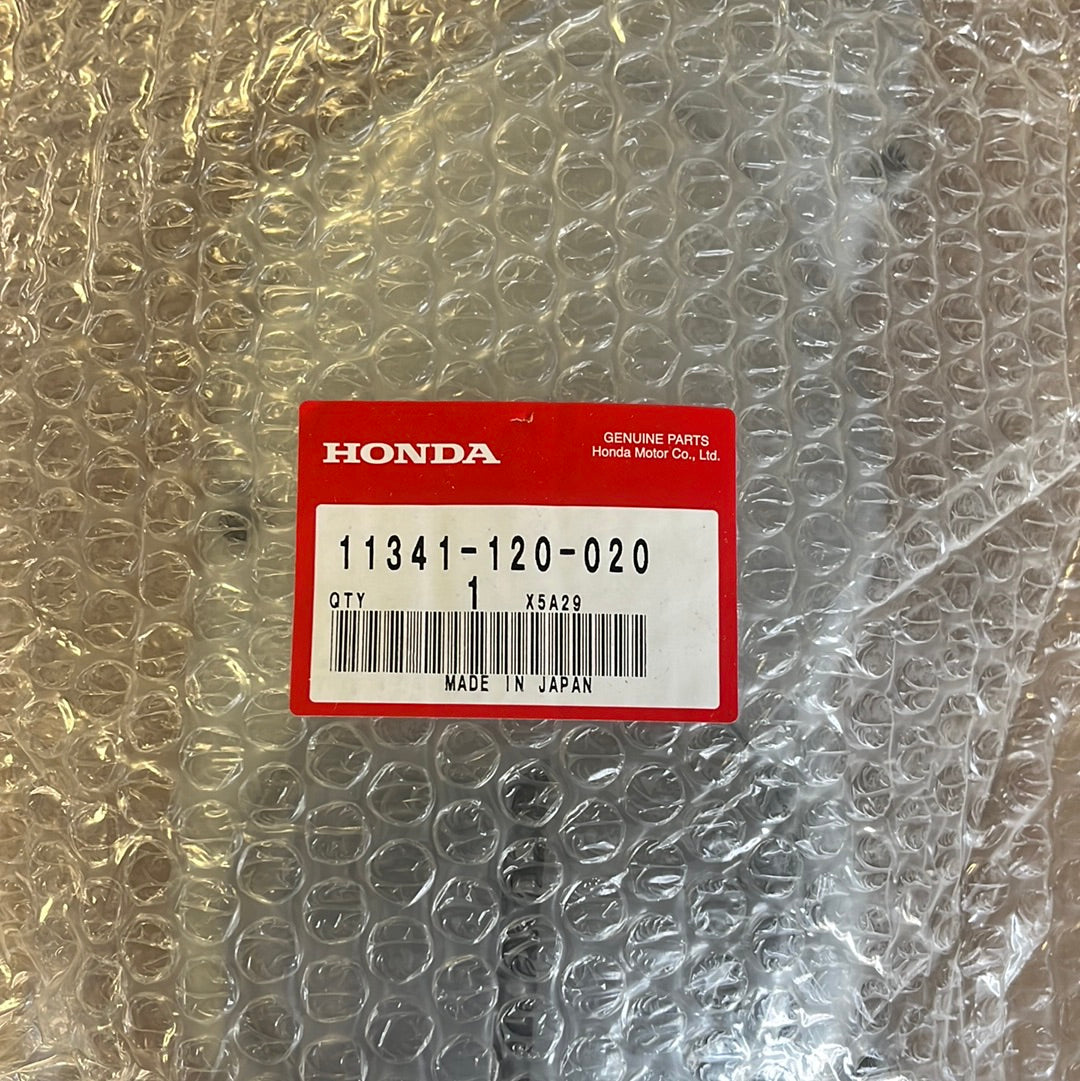 HONDA
GENUINE PARTS
Honda Motor Co., Ltd.
11341-120-020
QTY 1 X5A29
MADE IN JAPAN